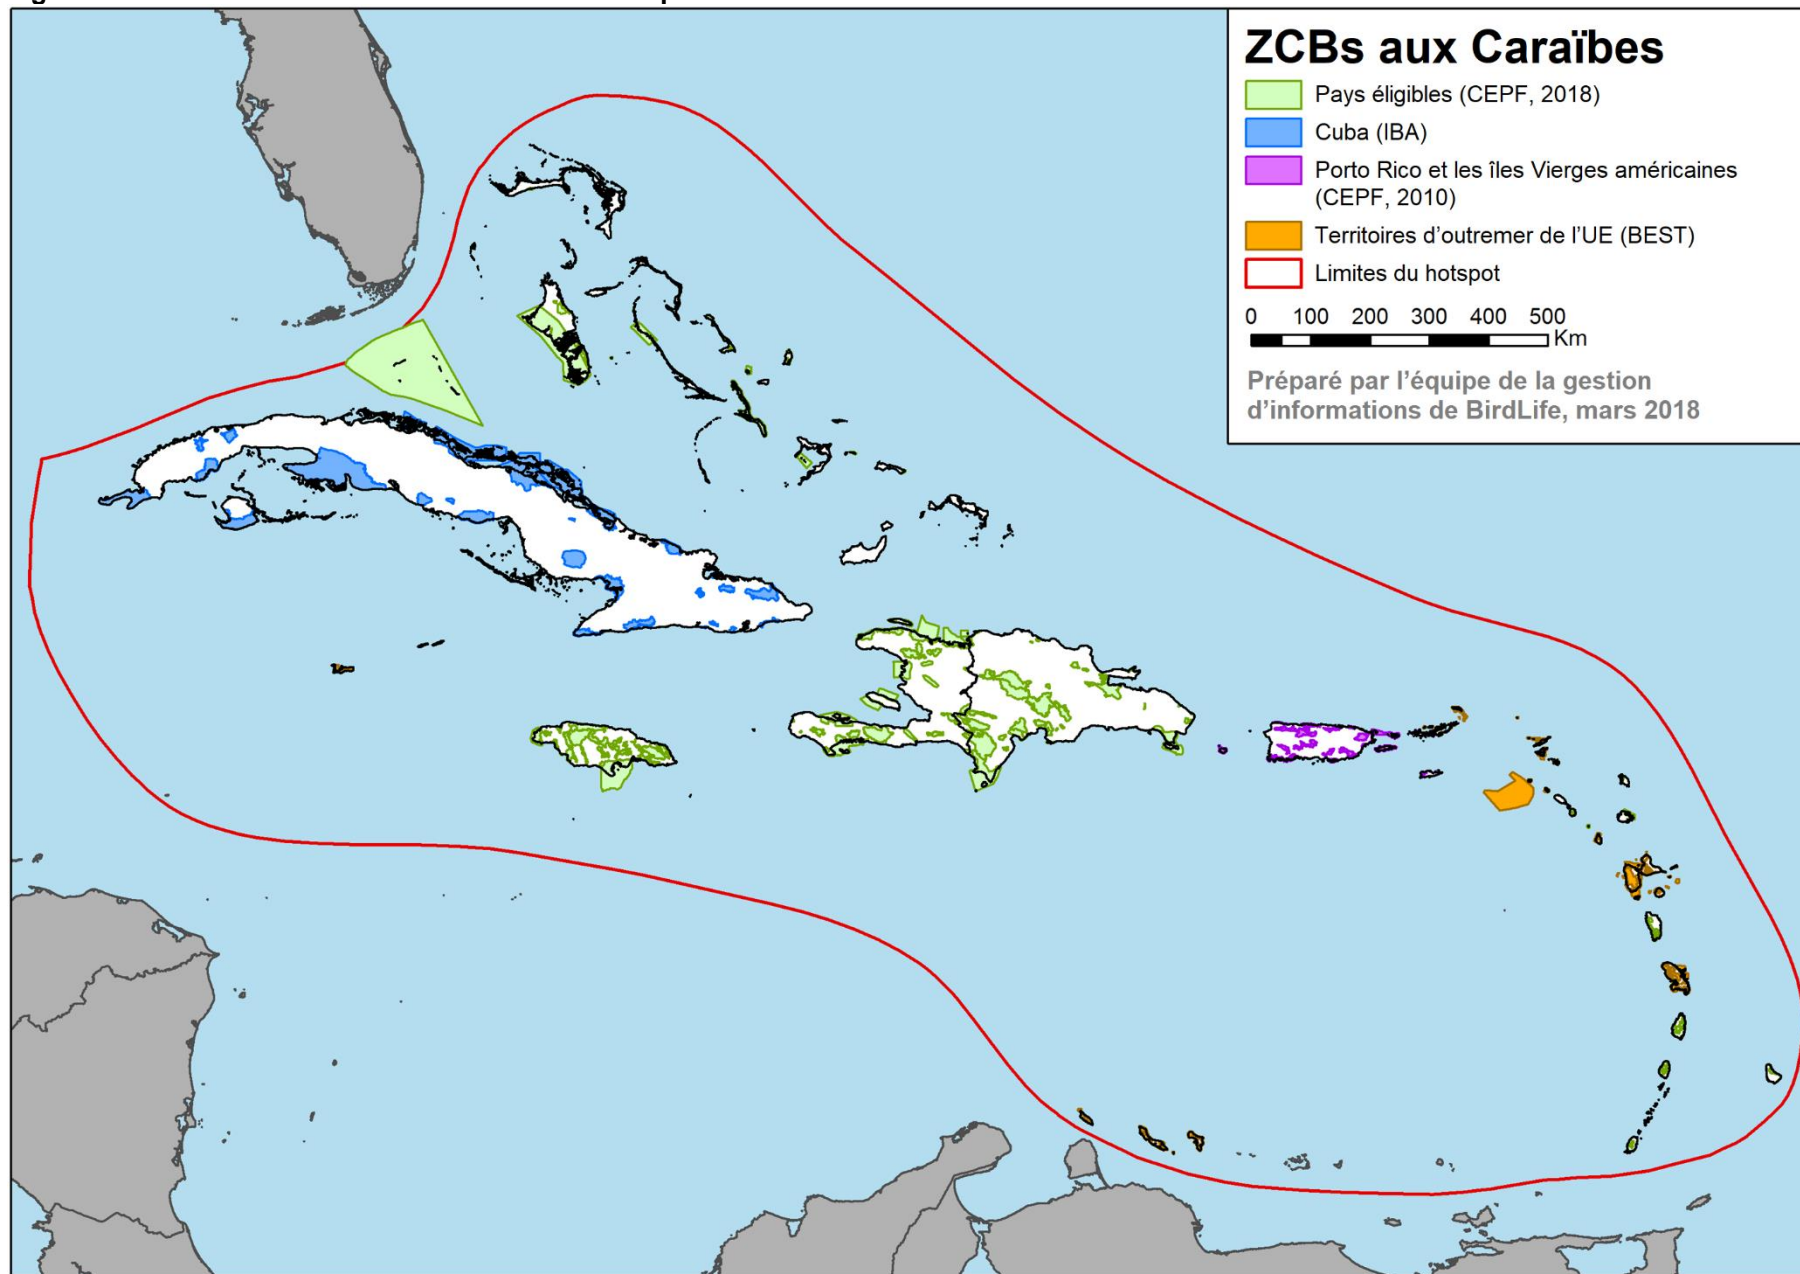 ZCBs aux Caraïbes
Pays éligibles (CEPF, 2018)
Cuba (IBA)
Porto Rico et les îles Vierges américaines
(CEPF, 2010)
Territoires d'outremer de l'UE (BEST)
Limites du hotspot
0 100 200 300 400 500
Km
Préparé par l'équipe de la gestion
d'informations de BirdLife, mars 2018